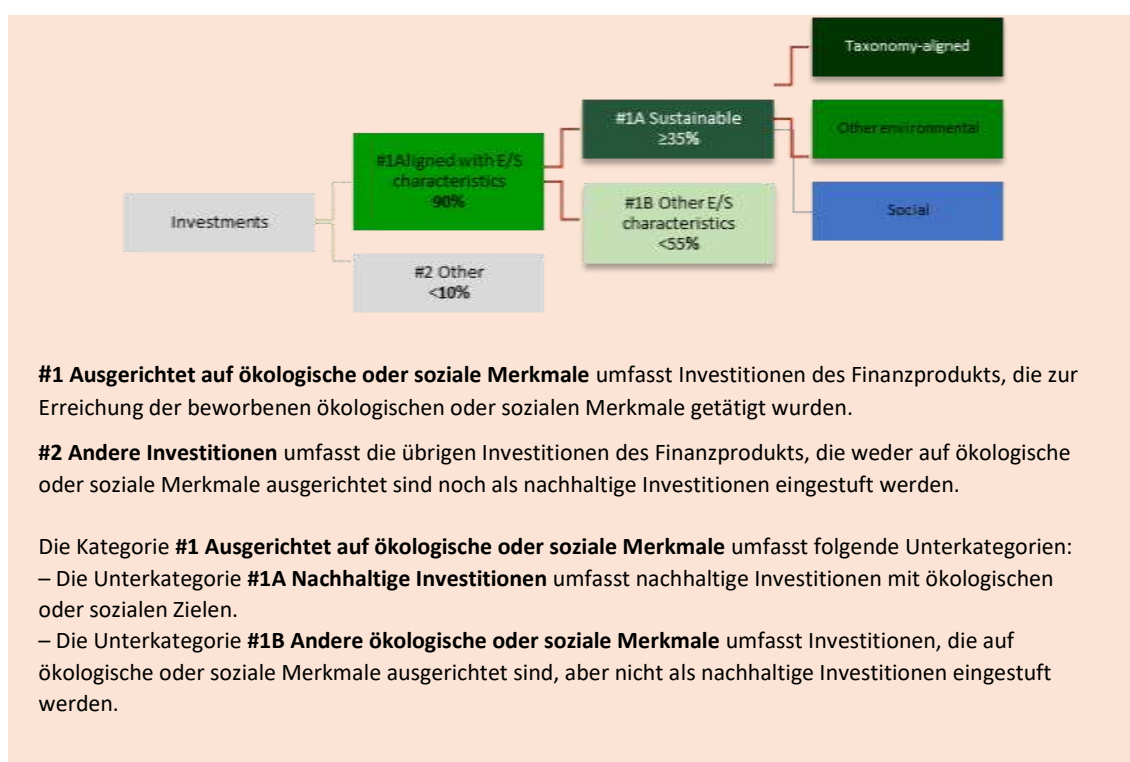 Taxonomy-aligned
#1A Sustainable
≥35%
Other environmental
#1Aligned with E/S
characteristics
90%
#1B Other E/S
characteristics
<55%
Social
Investments
#2 Other
<10%
#1 Ausgerichtet auf ökologische oder soziale Merkmale umfasst Investitionen des Finanzprodukts, die zur
Erreichung der beworbenen ökologischen oder sozialen Merkmale getätigt wurden.
#2 Andere Investitionen umfasst die übrigen Investitionen des Finanzprodukts, die weder auf ökologische
oder soziale Merkmale ausgerichtet sind noch als nachhaltige Investitionen eingestuft werden.
Die Kategorie #1 Ausgerichtet auf ökologische oder soziale Merkmale umfasst folgende Unterkategorien:
– Die Unterkategorie #1A Nachhaltige Investitionen umfasst nachhaltige Investitionen mit ökologischen
oder sozialen Zielen.
– Die Unterkategorie #1B Andere ökologische oder soziale Merkmale umfasst Investitionen, die auf
ökologische oder soziale Merkmale ausgerichtet sind, aber nicht als nachhaltige Investitionen eingestuft
werden.